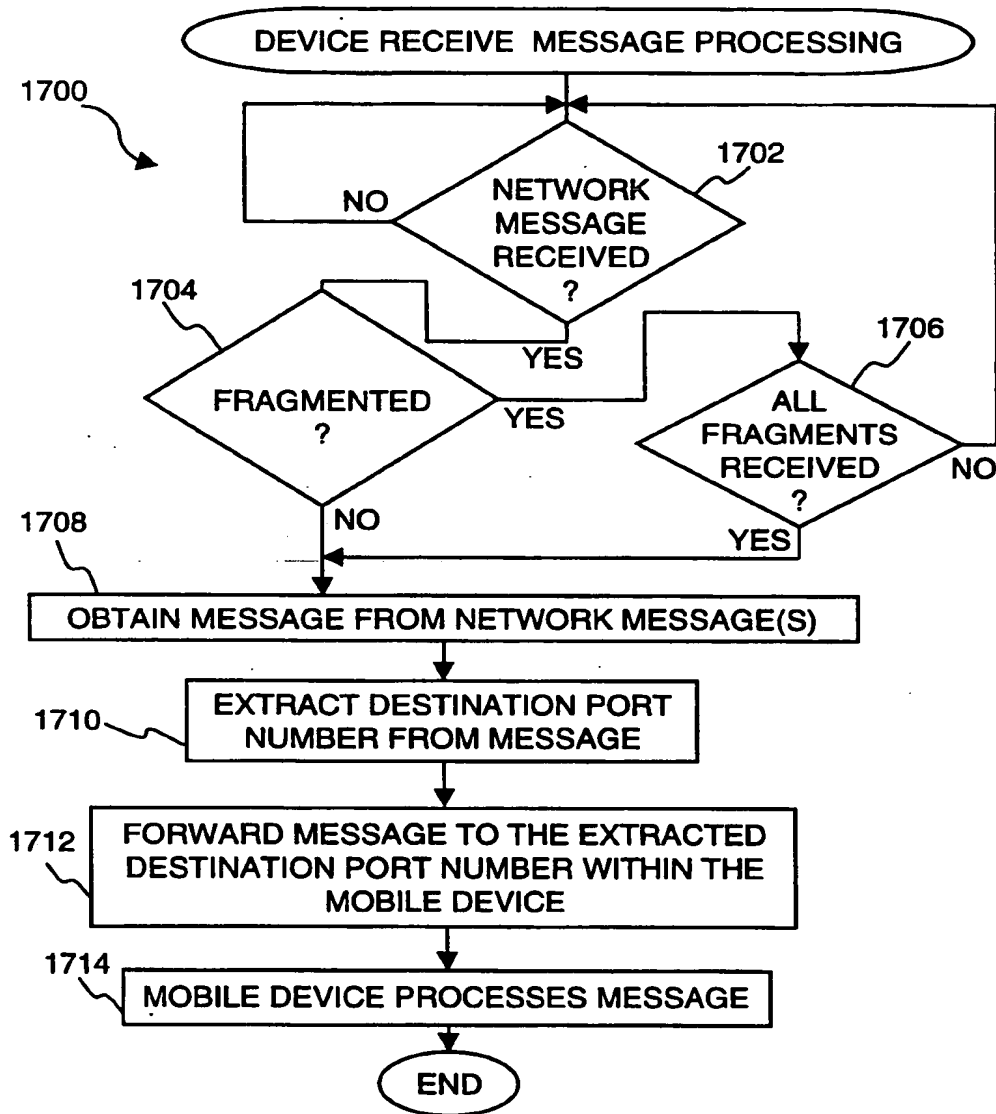 DEVICE RECEIVE MESSAGE PROCESSING
1700
1702
NO
NETWORK
MESSAGE
RECEIVED
?
1704
YES
1706
FRAGMENTED
?
YES
ALL
FRAGMENTS
RECEIVED
?
NO
NO
YES
1708
OBTAIN MESSAGE FROM NETWORK MESSAGE(S)
1710
EXTRACT DESTINATION PORT
NUMBER FROM MESSAGE
1712
FORWARD MESSAGE TO THE EXTRACTED
DESTINATION PORT NUMBER WITHIN THE
MOBILE DEVICE
1714
MOBILE DEVICE PROCESSES MESSAGE
END